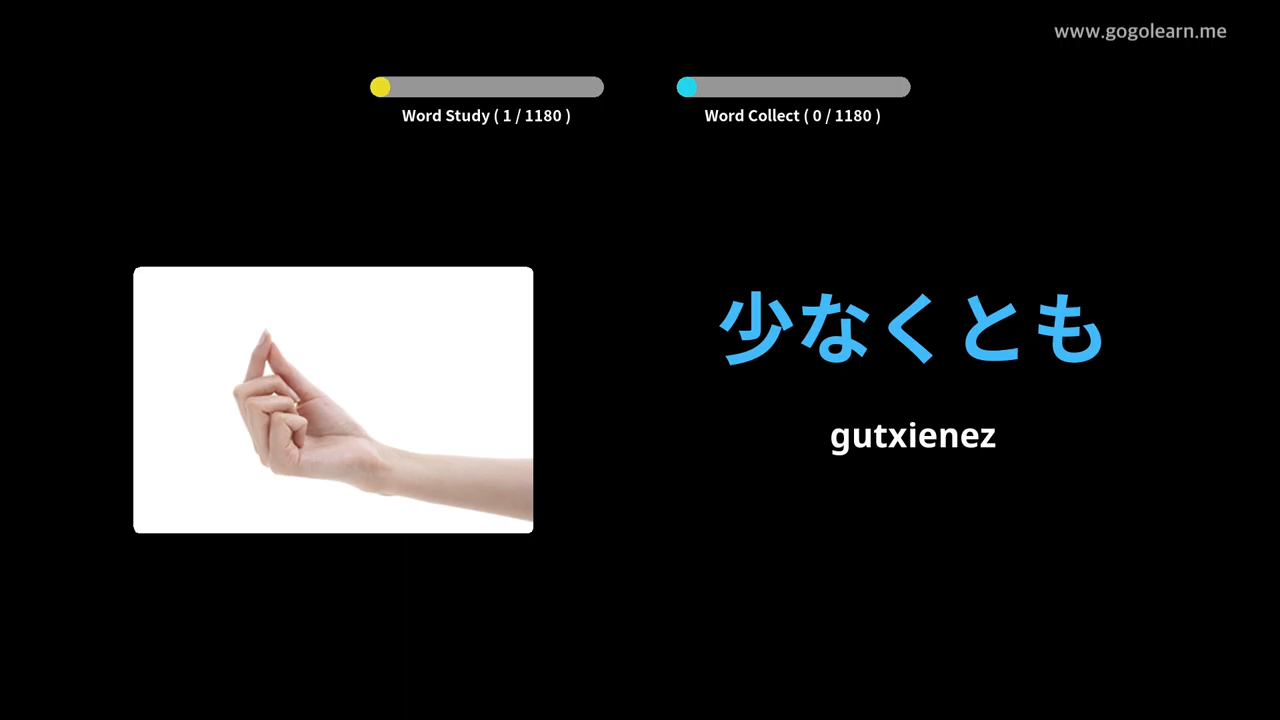 www.gogolearn.me
Word Study ( 1 / 1180 )
Word Collect ( 0 / 1180 )
少なくとも
gutxienez